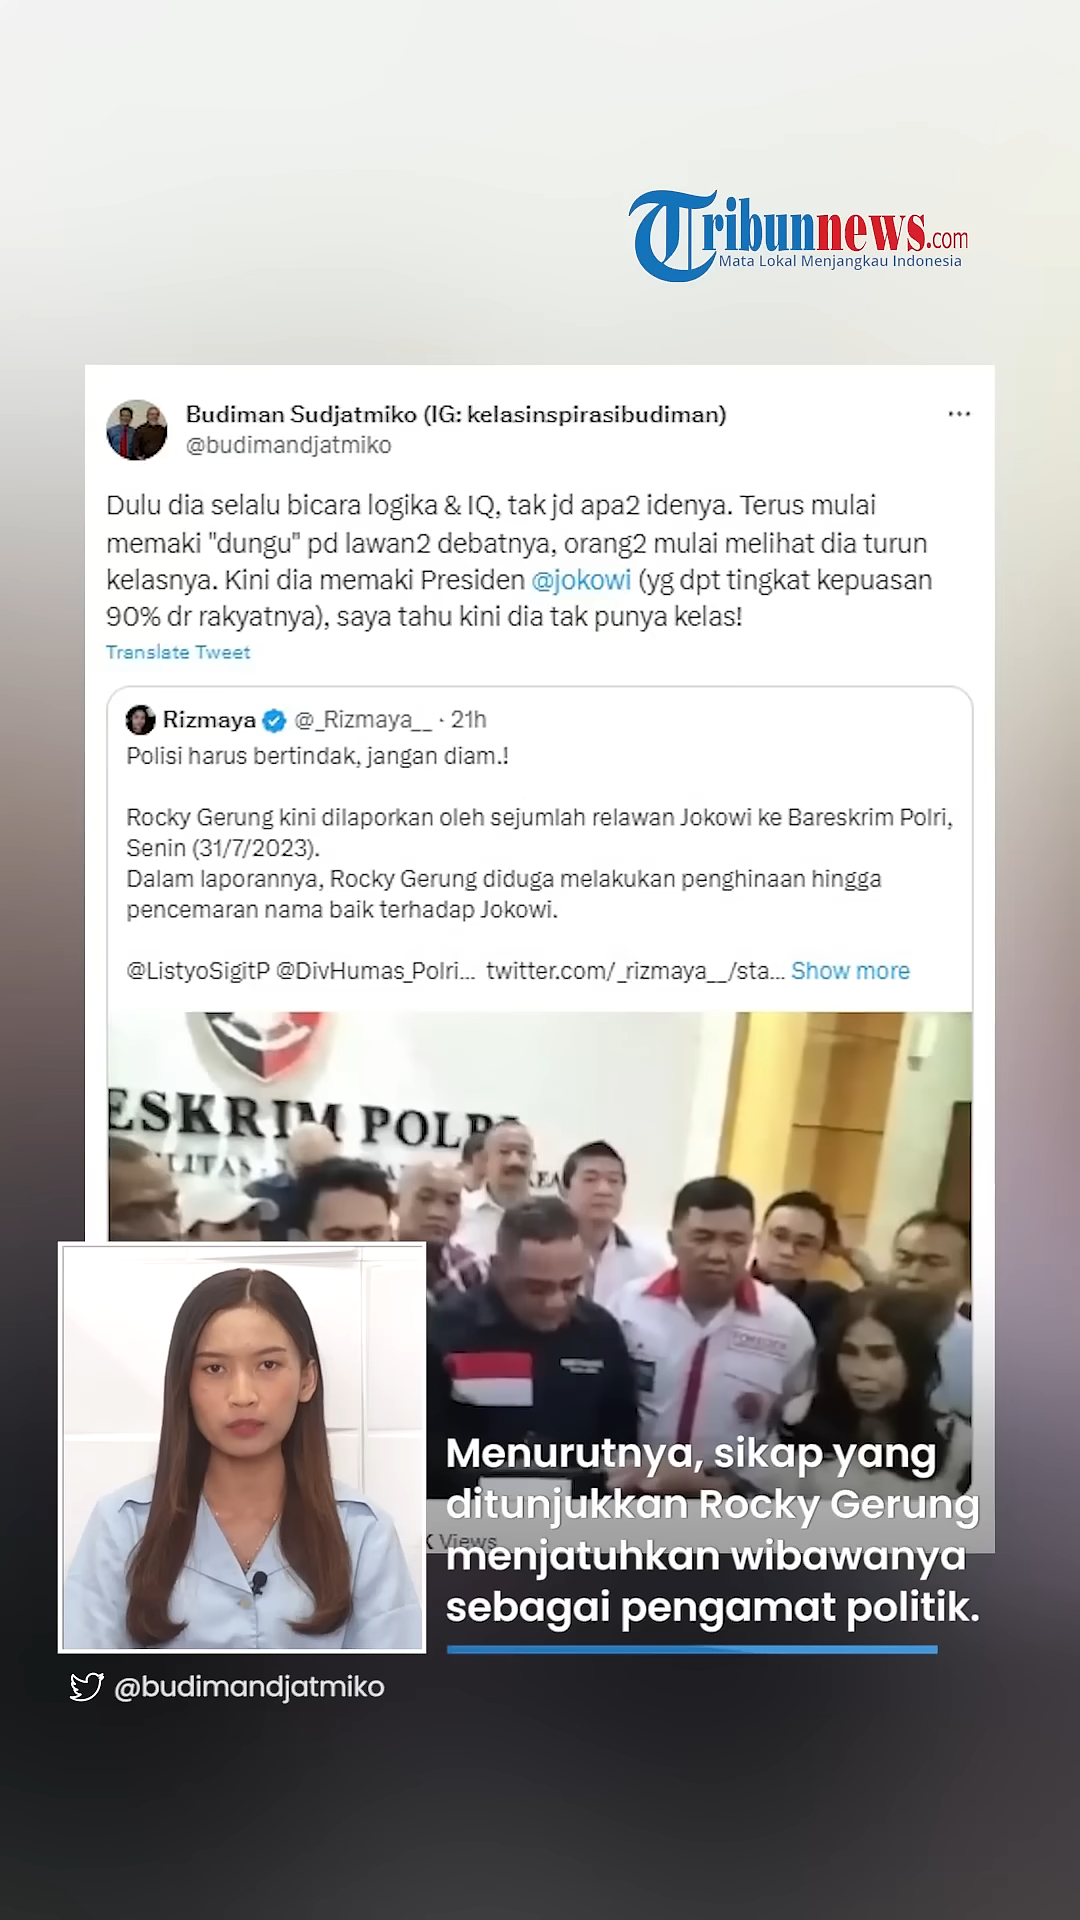 Tribunnews.com
Mata Lokal Menjangkau Indonesia
Budiman Sudjatmiko (IG: kelasinspirasibudiman)
@budimandjatmiko
Dulu dia selalu bicara logika & IQ, tak jd apa2 idenya. Terus mulai
memaki "dungu" pd lawan2 debatnya, orang2 mulai melihat dia turun
kelasnya. Kini dia memaki Presiden @jokowi (yg dpt tingkat kepuasan
90% dr rakyatnya), saya tahu kini dia tak punya kelas!
Translate Tweet
Rizmaya @_Rizmaya__ · 21h
Polisi harus bertindak, jangan diam.!
Rocky Gerung kini dilaporkan oleh sejumlah relawan Jokowi ke Bareskrim Polri,
Senin (31/7/2023).
Dalam laporannya, Rocky Gerung diduga melakukan penghinaan hingga
pencemaran nama baik terhadap Jokowi.
@ListyoSigitP @DivHumas_Polri... twitter.com/_rizmaya__/sta... Show more
ESKRIM POLRI
Menurutnya, sikap yang
ditunjukkan Rocky Gerung
K Views
menjatuhkan wibawanya
sebagai pengamat politik.
@budimandjatmiko